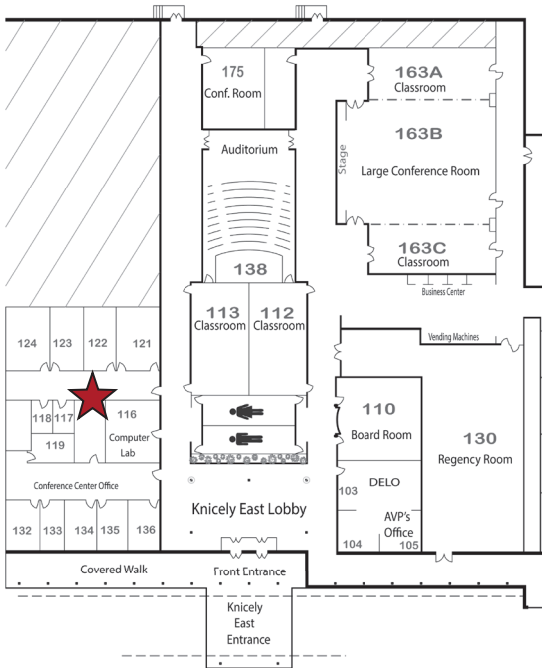 175
Conf. Room
163A
Classroom
Auditorium
Stage
163B
Large Conference Room
138
163C
Classroom
Business Center
113
Classroom
112
Classroom
Vending Machines
124
123
122
121
118
117
116
119
Computer
Lab
110
Board Room
130
Regency Room
Conference Center Office
103
DELO
Knicely East Lobby
AVP's
Office
132
133
134
135
136
104
105
Covered Walk
Front Entrance
Knicely
East
Entrance